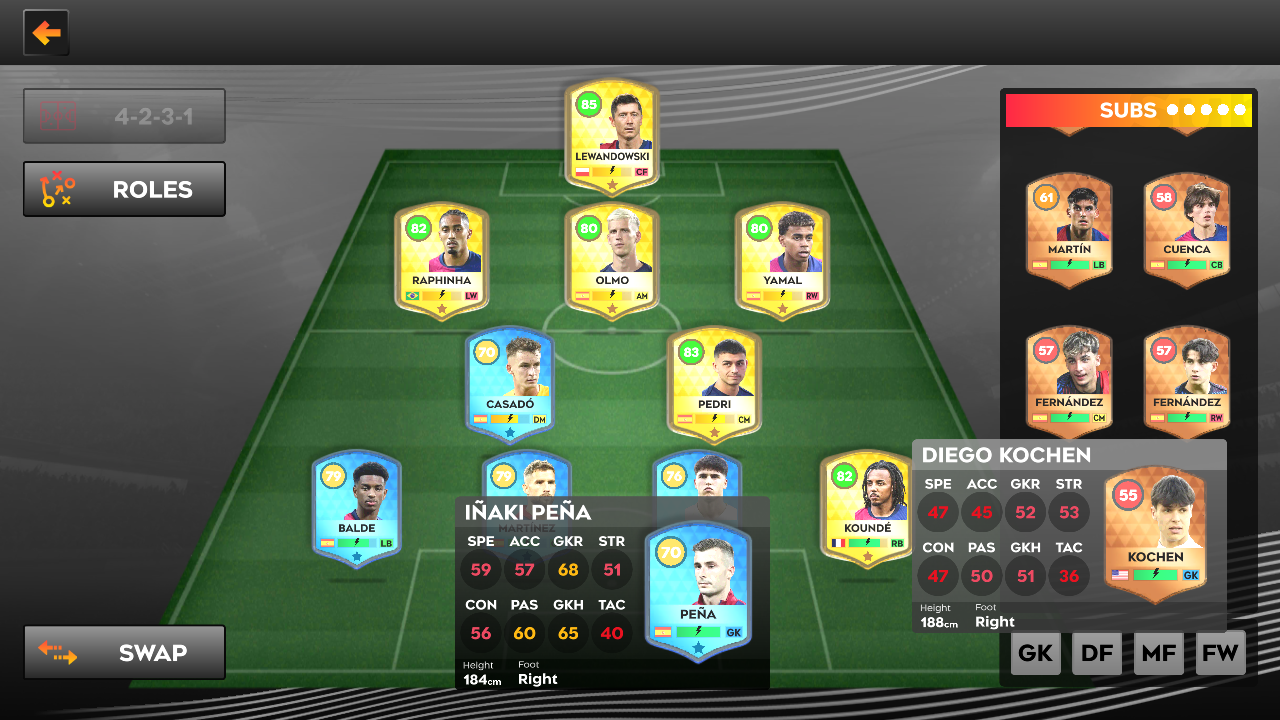 4-2-3-1
ROLES
SUBS
85
LEWANDOWSKI
CF
82
RAPHINHA
LW
80
OLMO
AM
80
YAMAL
RW
61
MARTÍN
LB
58
CUENCA
CB
70
CASADÓ
DM
83
PEDRI
CM
57
FERNÁNDEZ
CM
57
FERNÁNDEZ
RW
79
BALDE
LB
79
MARTÍNEZ
76
82
KOUNDÉ
RB
IÑAKI PEÑA
SPE ACC GKR STR
59 57 68 51
CON PAS GKH TAC
56 60 65 40
Height
184cm
Foot
Right
70
PEÑA
GK
DIEGO KOCHEN
SPE ACC GKR STR
47 45 52 53
CON PAS GKH TAC
47 50 51 36
Height
188cm
Foot
Right
55
KOCHEN
GK
SWAP
GK DF MF FW